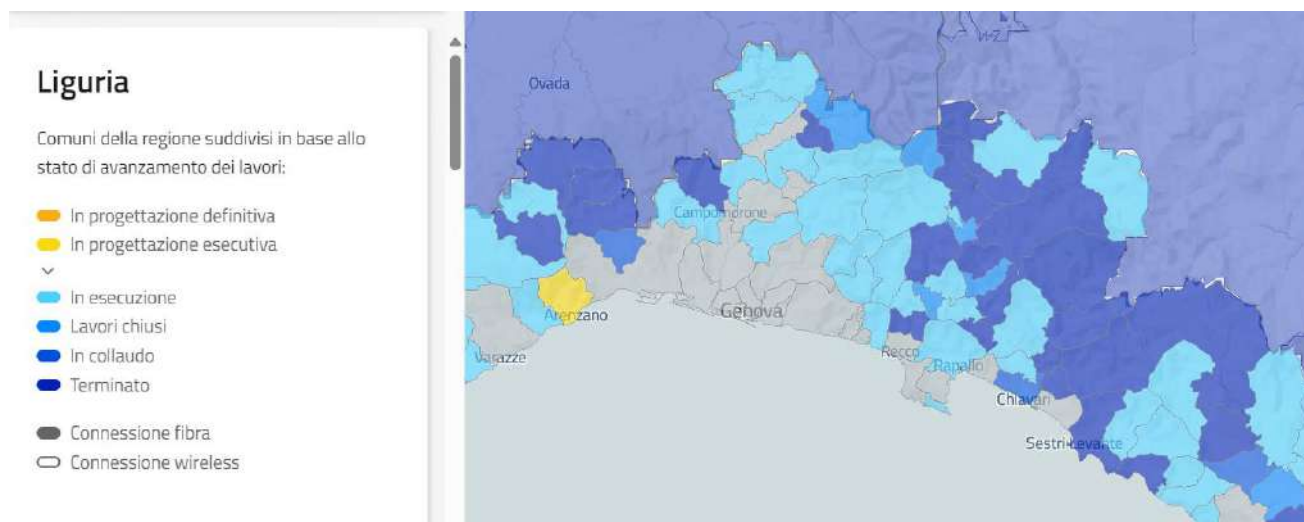 Liguria
Comuni della regione suddivisi in base allo
stato di avanzamento dei lavori:
In progettazione definitiva
In progettazione esecutiva
In esecuzione
Lavori chiusi
In collaudo
Terminato
Connessione fibra
Connessione wireless
Ovada
Campomorone
Genova
Arenzano
Varazze
Recco
Rapallo
Chiavari
Sestri Levante